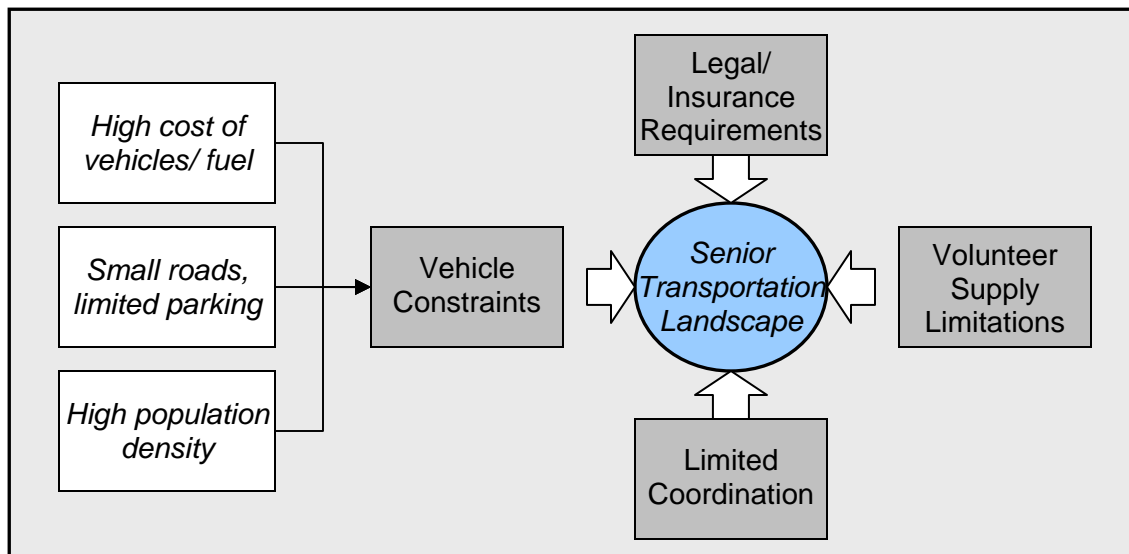 High cost of
vehicles/ fuel
Small roads,
limited parking
High population
density
Vehicle
Constraints
Legal/
Insurance
Requirements
Senior
Transportation
Landscape
Limited
Coordination
Volunteer
Supply
Limitations